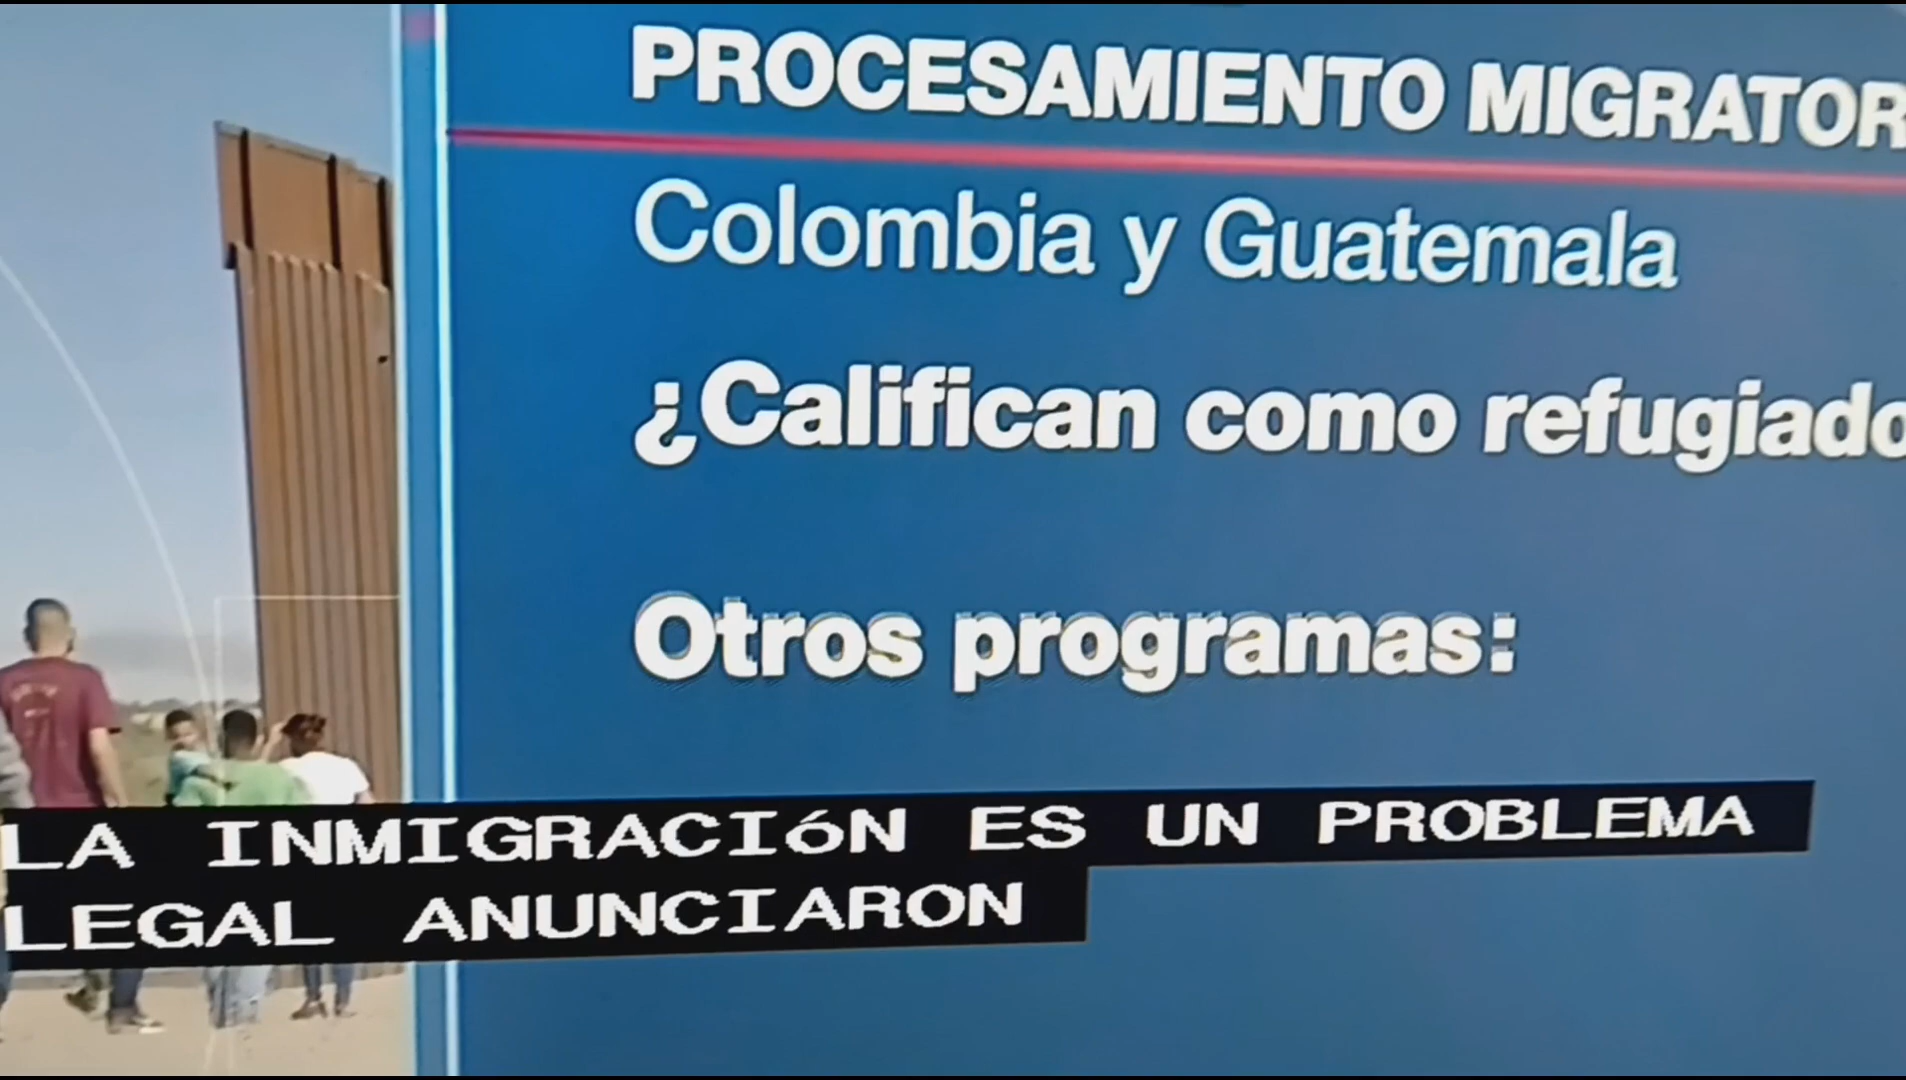 PROCESAMIENTO MIGRATOR
Colombia y Guatemala
¿Califican como refugiado
Otros programas:
LA INMIGRACIóN ES UN PROBLEMA
LEGAL ANUNCIARON